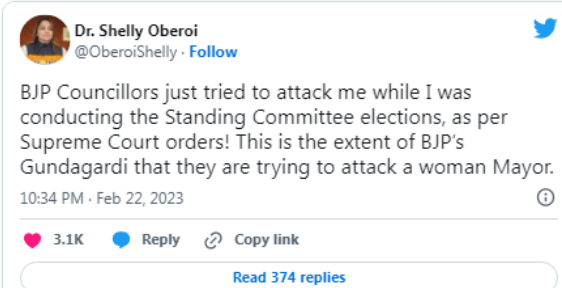 Dr. Shelly Oberoi
@OberoiShelly · Follow
BJP Councillors just tried to attack me while I was
conducting the Standing Committee elections, as per
Supreme Court orders! This is the extent of BJP's
Gundagardi that they are trying to attack a woman Mayor.
10:34 PM · Feb 22, 2023
3.1K Reply Copy link
Read 374 replies